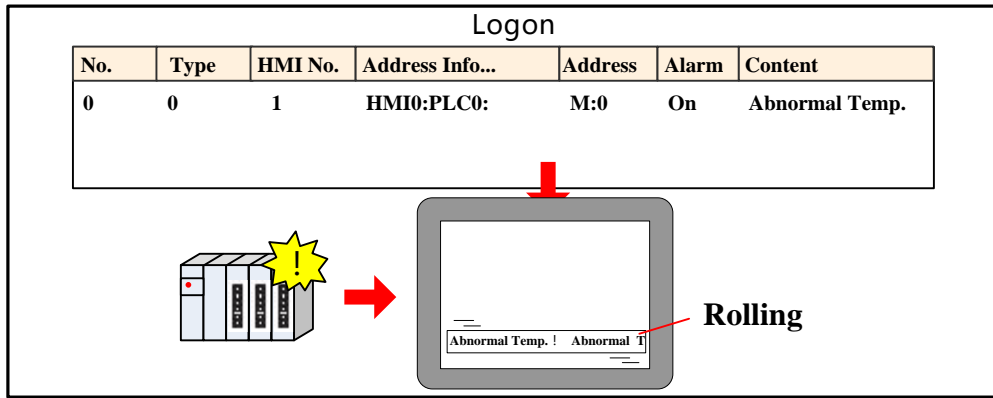 Logon
No. Type HMI No. Address Info... Address Alarm Content
0 0 1 HMI0:PLC0: M:0 On Abnormal Temp.
!
Rolling
Abnormal Temp. ! Abnormal T